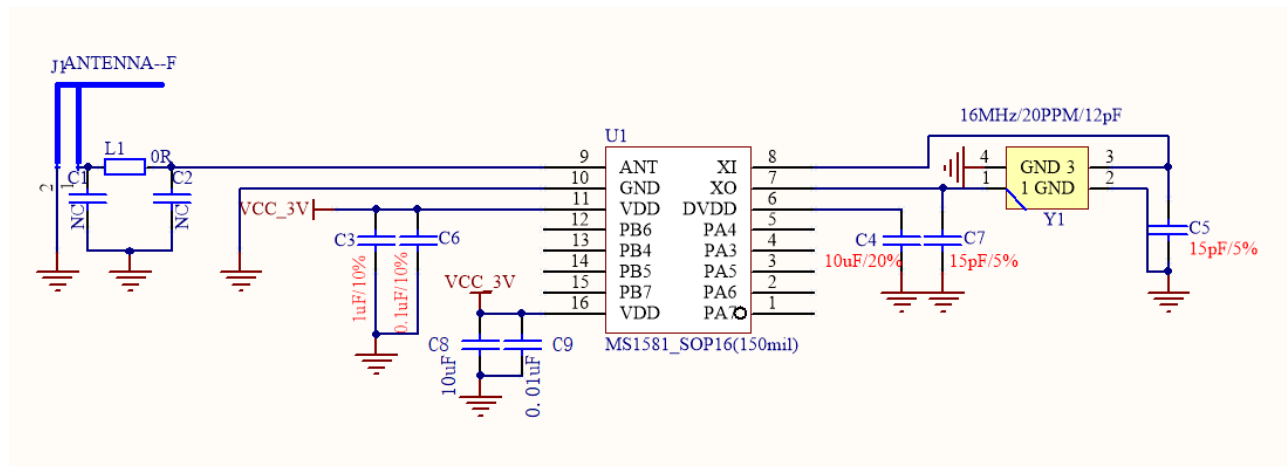 J1 ANTENNA--F
L1
0R
C1
NC
C2
NC
2
1
VCC_3V
C3
1uF/10%
C6
0.1uF/10%
VCC_3V
C8
10uF
C9
0.01uF
U1
9 ANT XI 8
10 GND XO 7
11 VDD DVDD 6
12 PB6 PA4 5
13 PB4 PA3 4
14 PB5 PA5 3
15 PB7 PA6 2
16 VDD PA7 1
MS1581_SOP16(150mil)
C4
10uF/20%
C7
15pF/5%
16MHz/20PPM/12pF
4 GND 3 3
1 1 GND 2
Y1
C5
15pF/5%